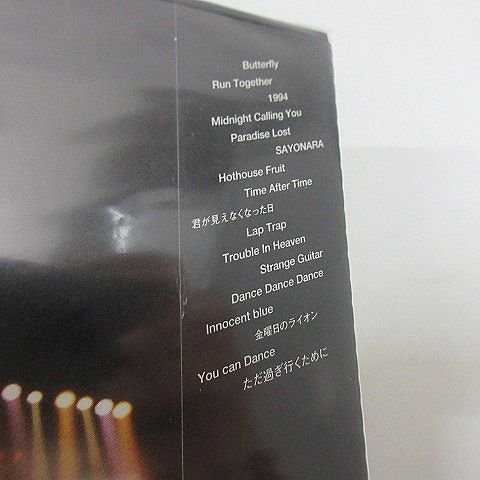 Butterfly
Run Together
1994
Midnight Calling You
Paradise Lost
SAYONARA
Hothouse Fruit
Time After Time
君が見えなくなった日
Lap Trap
Trouble In Heaven
Strange Guitar
Dance Dance Dance
Innocent blue
金曜日のライオン
You can Dance
ただ過ぎ行くために